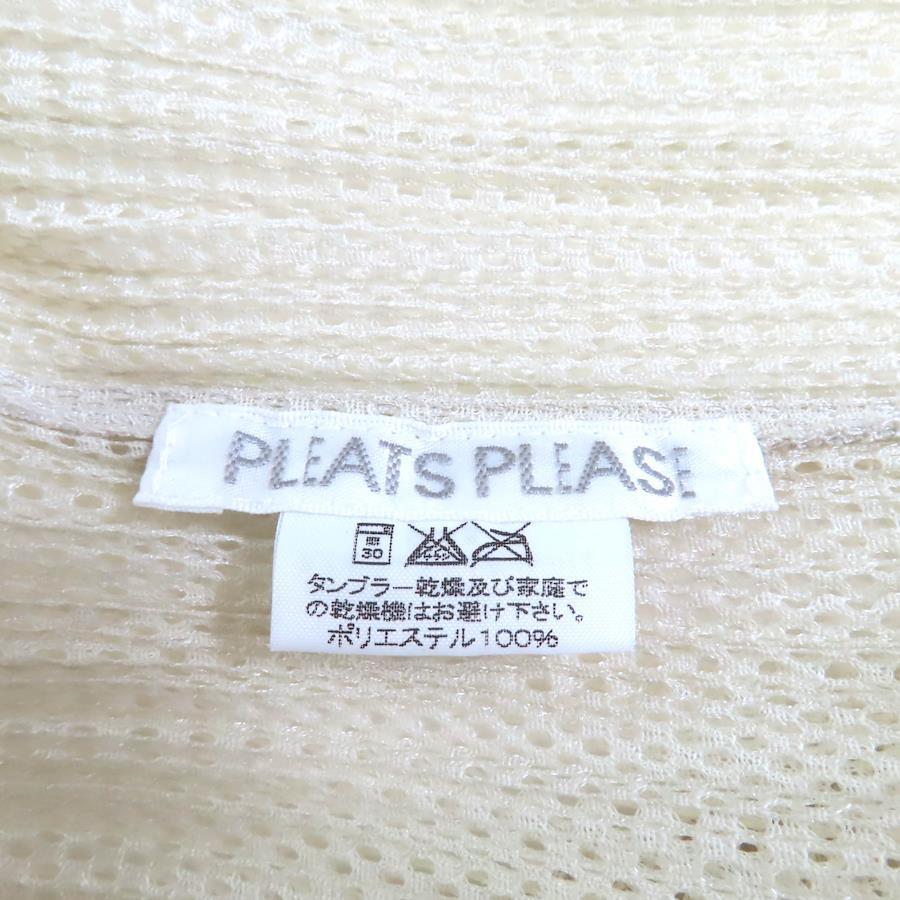 PLEATS PLEASE
30
タンブラー乾燥及び家庭で
の乾燥機はお避け下さい。
ポリエステル100%